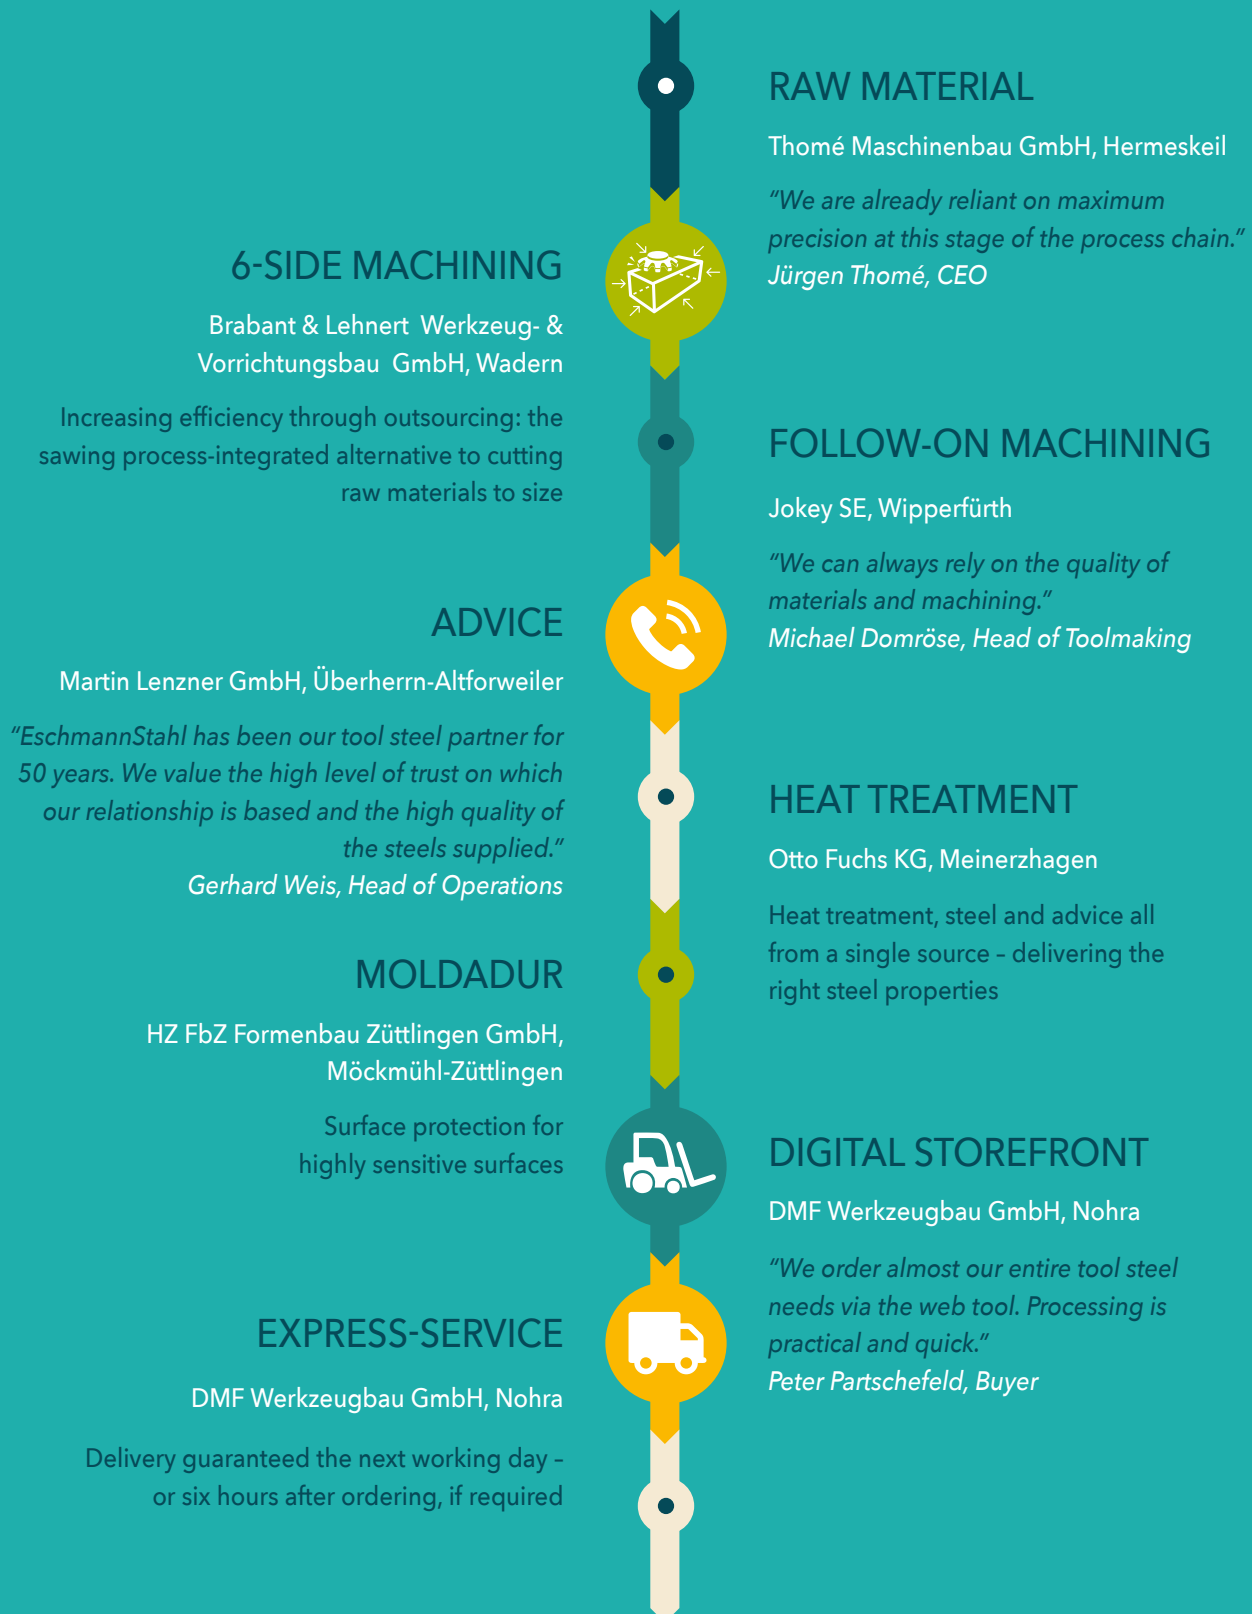 RAW MATERIAL
Thomé Maschinenbau GmbH, Hermeskeil
“We are already reliant on maximum
precision at this stage of the process chain.”
Jürgen Thomé, CEO
6-SIDE MACHINING
Brabant & Lehnert Werkzeug- &
Vorrichtungsbau GmbH, Wadern
Increasing efficiency through outsourcing: the
sawing process-integrated alternative to cutting
raw materials to size
FOLLOW-ON MACHINING
Jokey SE, Wipperfürth
“We can always rely on the quality of
materials and machining.”
Michael Domröse, Head of Toolmaking
ADVICE
Martin Lenzner GmbH, Überherrn-Altforweiler
“EschmannStahl has been our tool steel partner for
50 years. We value the high level of trust on which
our relationship is based and the high quality of
the steels supplied.”
Gerhard Weis, Head of Operations
HEAT TREATMENT
Otto Fuchs KG, Meinerzhagen
Heat treatment, steel and advice all
from a single source – delivering the
right steel properties
MOLDADUR
HZ FbZ Formenbau Züttlingen GmbH,
Möckmühl-Züttlingen
Surface protection for
highly sensitive surfaces
DIGITAL STOREFRONT
DMF Werkzeugbau GmbH, Nohra
“We order almost our entire tool steel
needs via the web tool. Processing is
practical and quick.”
Peter Partschefeld, Buyer
EXPRESS-SERVICE
DMF Werkzeugbau GmbH, Nohra
Delivery guaranteed the next working day –
or six hours after ordering, if required